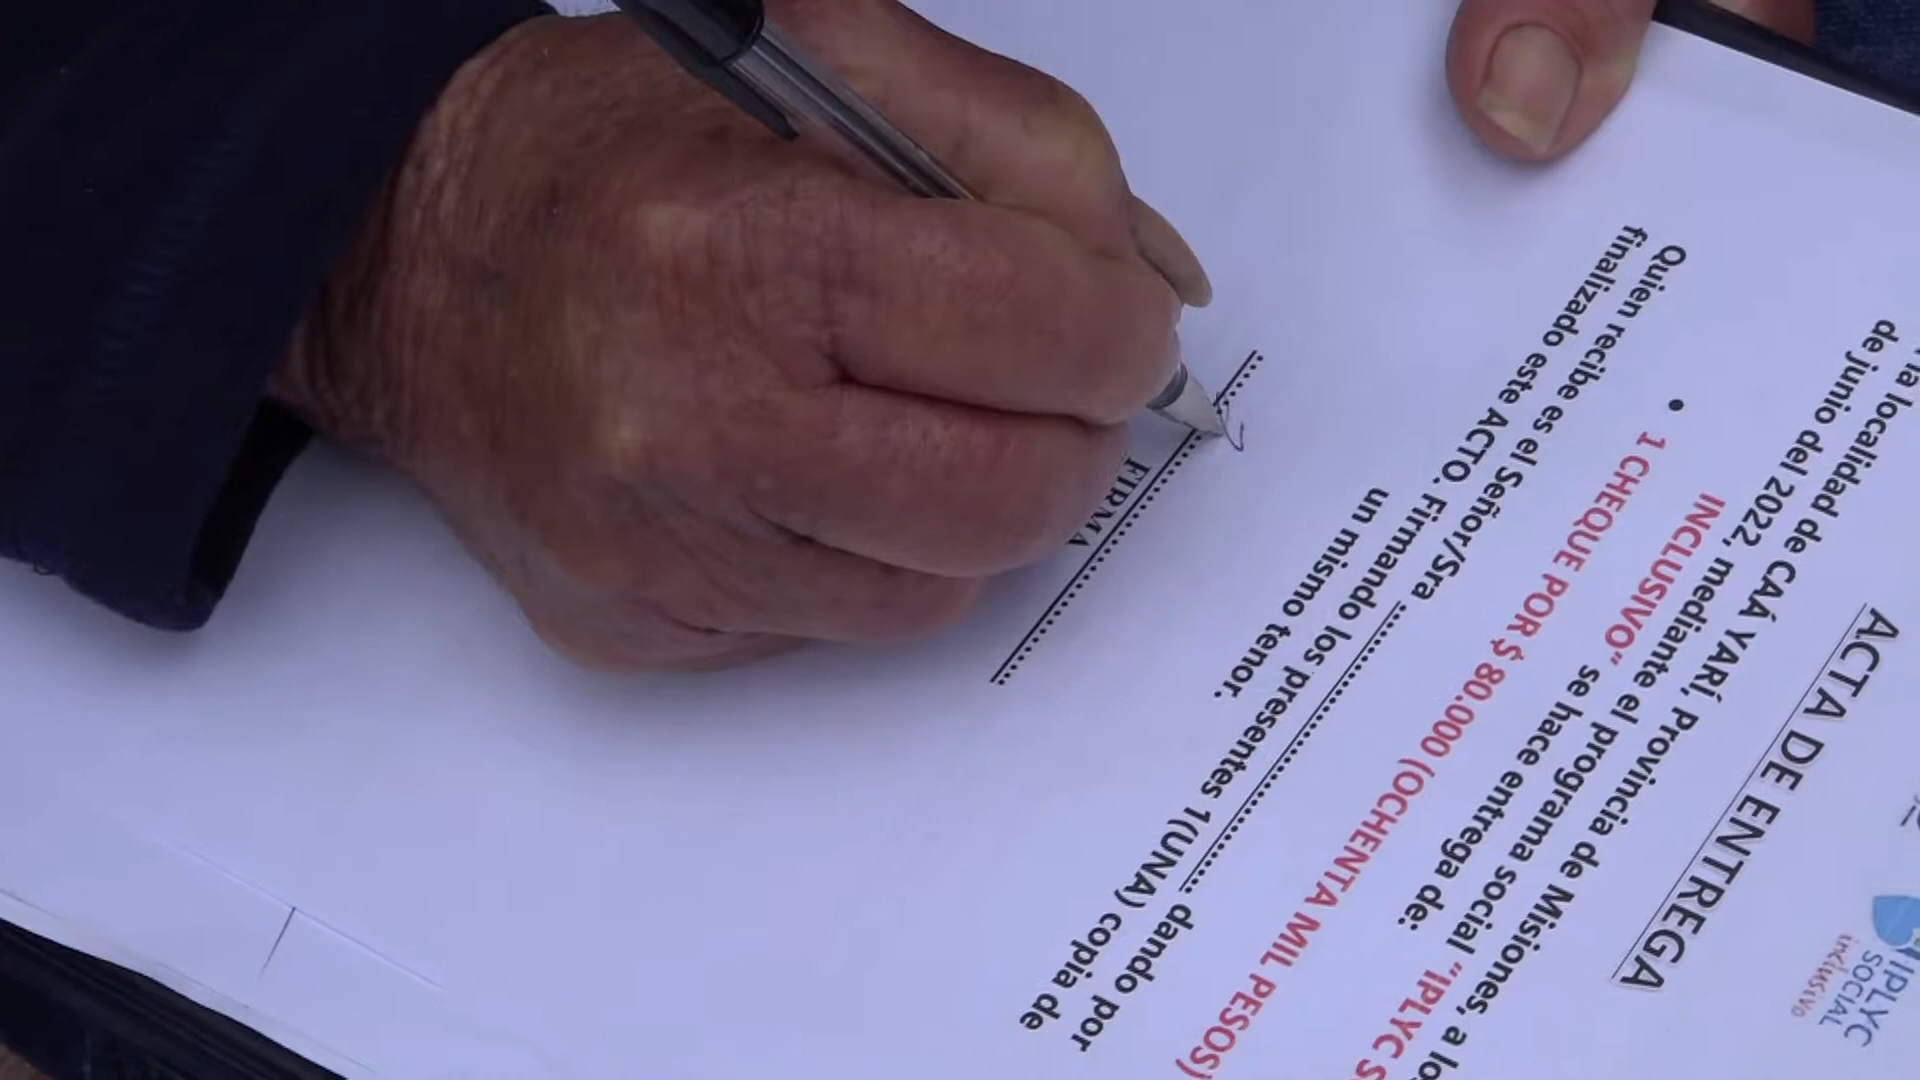 IPLYC
SOCIAL
inclusivo
ACTA DE ENTREGA
la localidad de CAÁ YARÍ, Provincia de Misiones, a los
de junio del 2022, mediante el programa social “IPLYC S
INCLUSIVO” se hace entrega de:
• 1 CHEQUE POR $ 80.000 (OCHENTA MIL PESOS)
Quien recibe es el Señor/Sra ........................................ dando por
finalizado este ACTO. Firmando los presentes 1(UNA) copia de
un mismo tenor.
FIRMA